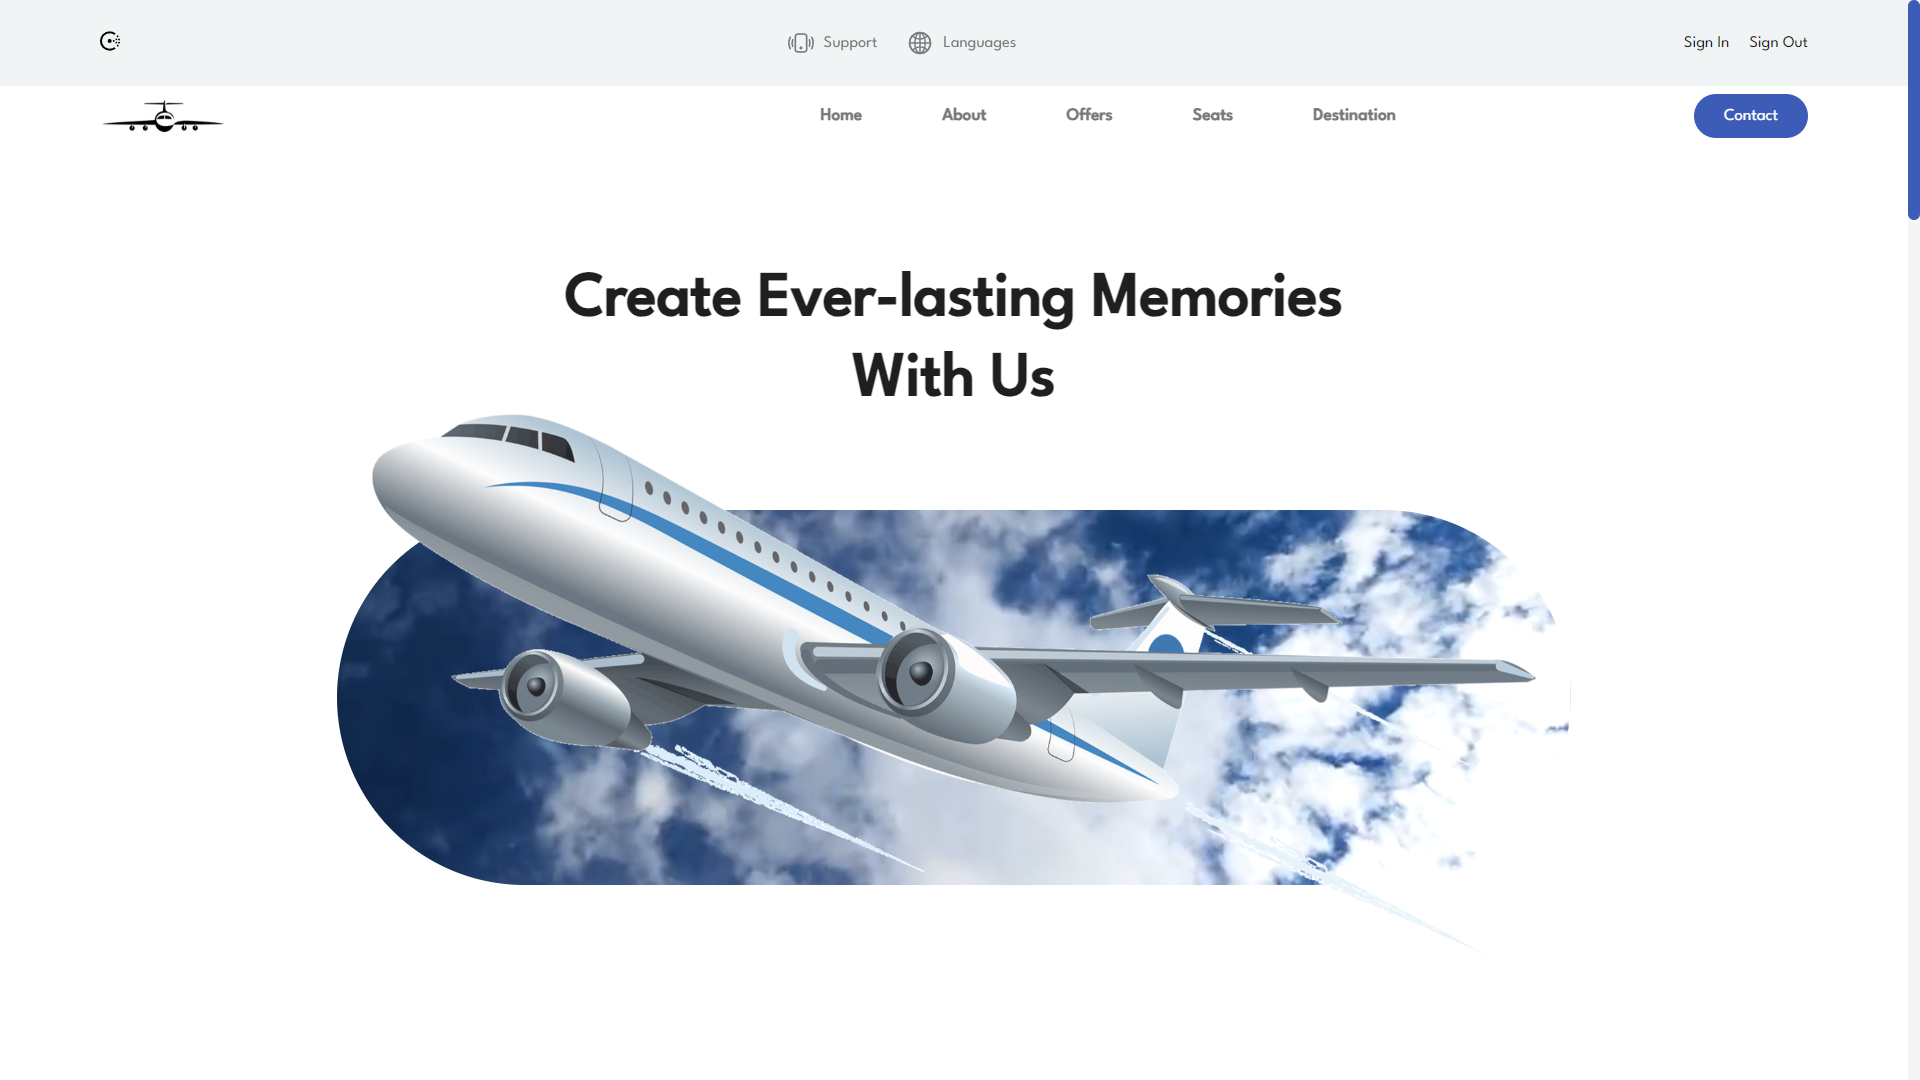 Support
Languages
Sign In
Sign Out
Home
About
Offers
Seats
Destination
Contact
Create Ever-lasting Memories
With Us